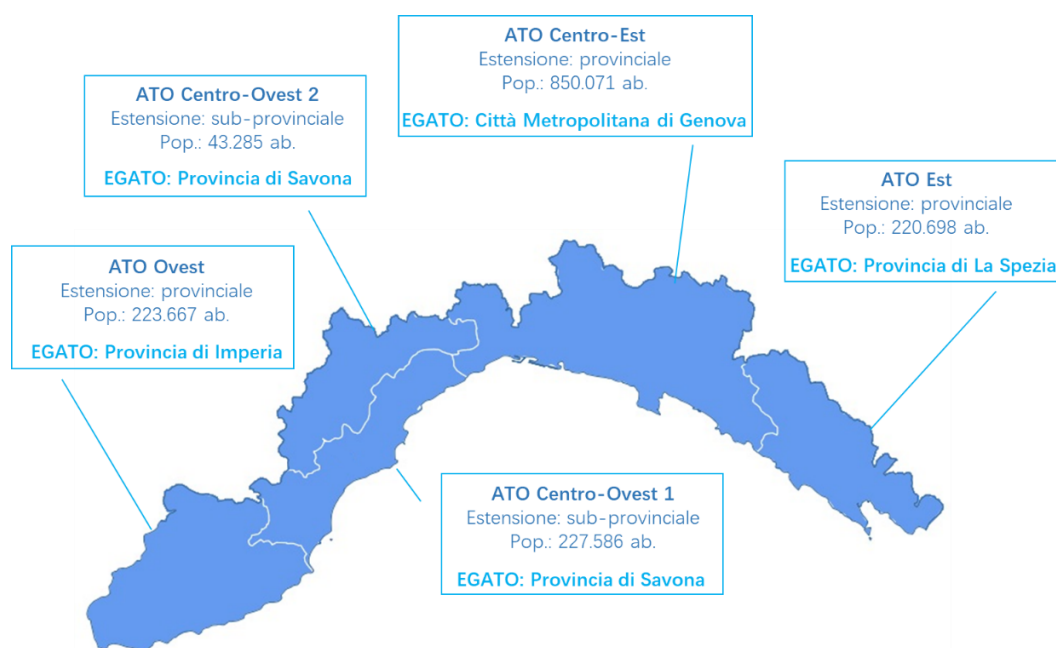 ATO Centro-Est
Estensione: provinciale
Pop.: 850.071 ab.
EGATO: Città Metropolitana di Genova
ATO Centro-Ovest 2
Estensione: sub-provinciale
Pop.: 43.285 ab.
EGATO: Provincia di Savona
ATO Est
Estensione: provinciale
Pop.: 220.698 ab.
EGATO: Provincia di La Spezia
ATO Ovest
Estensione: provinciale
Pop.: 223.667 ab.
EGATO: Provincia di Imperia
ATO Centro-Ovest 1
Estensione: sub-provinciale
Pop.: 227.586 ab.
EGATO: Provincia di Savona